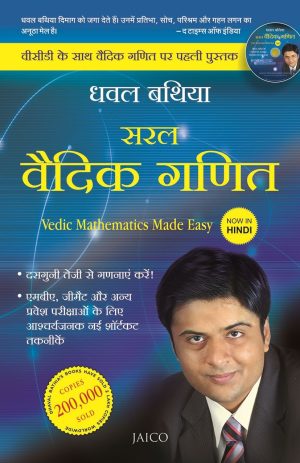 धवल बथिया दिमाग को जगा देते हैं। उनमें प्रतिभा, सोच, परिश्रम और गहन लगन का
अनूठा मेल है। – द टाइम्स ऑफ इंडिया
वीसीडी के साथ वैदिक गणित पर पहली पुस्तक
धवल बथिया
सरल
वैदिक गणित
Vedic Mathematics Made Easy
NOW IN
HINDI
• दसगुनी तेजी से गणनाएं करें!
• एमबीए, जीमैट और अन्य
प्रवेश परीक्षाओं के लिए
आश्चर्यजनक नई शॉर्टकट
तकनीकें
COPIES
200,000
SOLD
JAICO